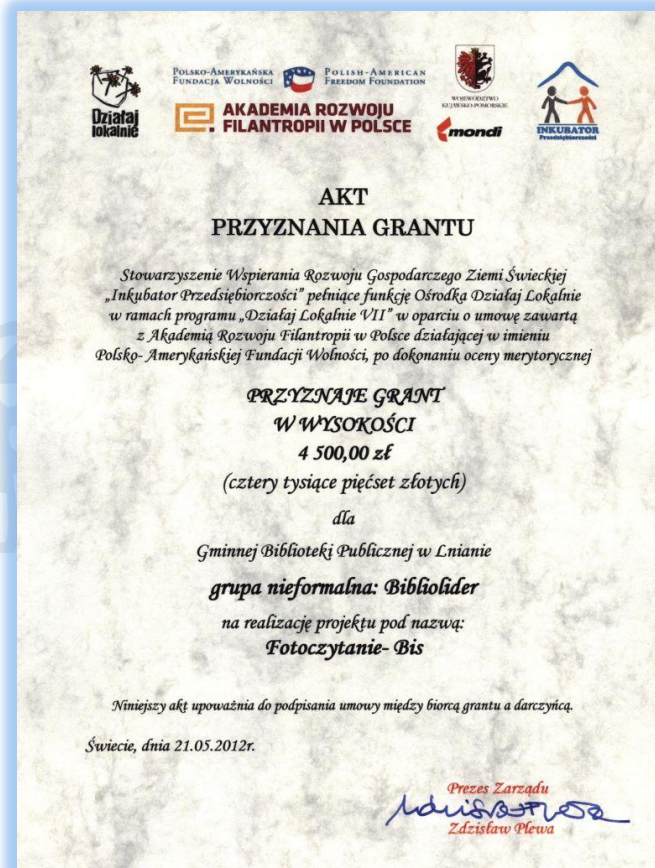 Działaj
lokalnie
POLSKO-AMERYKAŃSKA
FUNDACJA WOLNOŚCI
POLISH-AMERICAN
FREEDOM FOUNDATION
AKADEMIA ROZWOJU
FILANTROPII W POLSCE
WOJEWÓDZTWO
KUJAWSKO-POMORSKIE
mondi
INKUBATOR
Przedsiębiorczości
AKT
PRZYZNANIA GRANTU
Stowarzyszenie Wspierania Rozwoju Gospodarczego Ziemi Świeckiej
„Inkubator Przedsiębiorczości” pełniące funkcję Ośrodka Działaj Lokalnie
w ramach programu „Działaj Lokalnie VII” w oparciu o umowę zawartą
z Akademią Rozwoju Filantropii w Polsce działającej w imieniu
Polsko- Amerykańskiej Fundacji Wolności, po dokonaniu oceny merytorycznej
PRZYZNAJE GRANT
W WYSOKOŚCI
4 500,00 zł
(cztery tysiące pięćset złotych)
dla
Gminnej Biblioteki Publicznej w Lnianie
grupa nieformalna: Bibliolider
na realizację projektu pod nazwą:
Fotoczytanie- Bis
Niniejszy akt upoważnia do podpisania umowy między biorcą grantu a darczyńcą.
Świecie, dnia 21.05.2012r.
Prezes Zarządu
Zdzisław Plewa